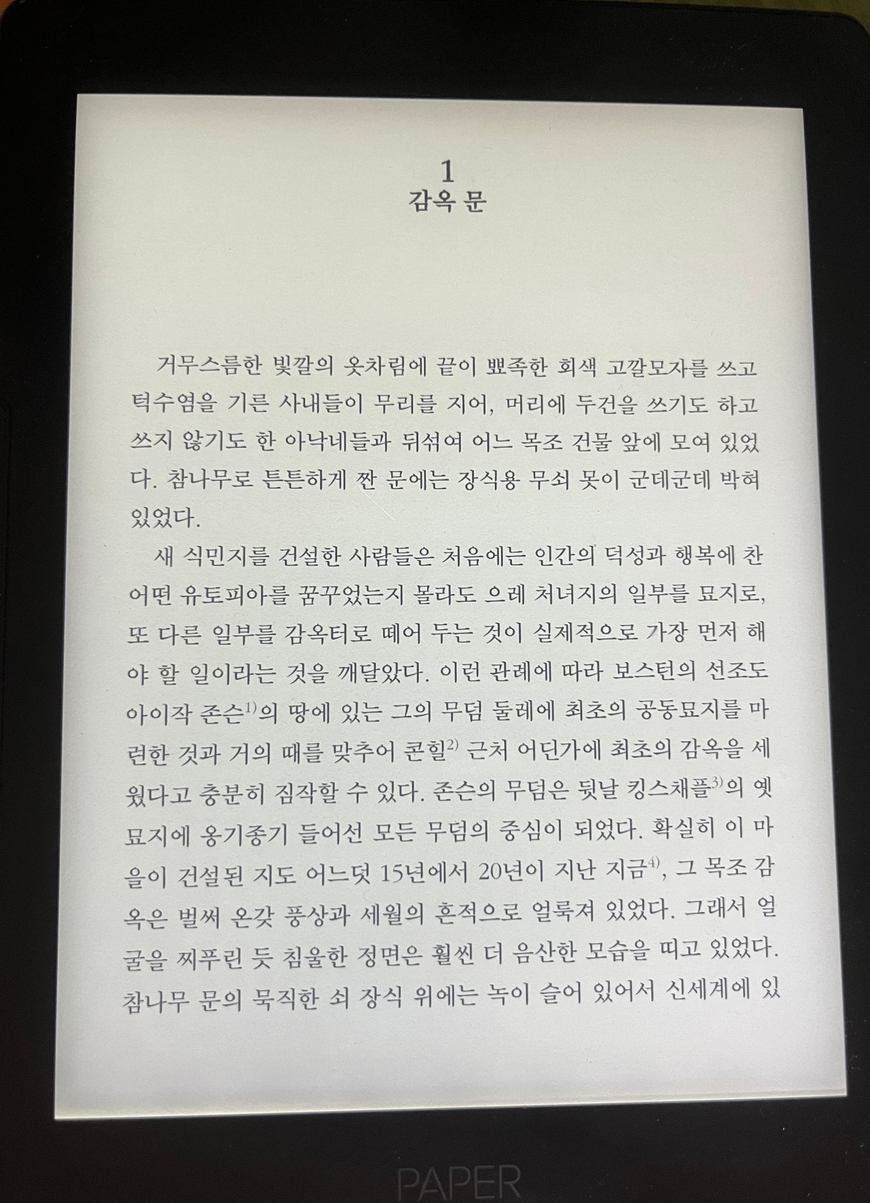 1
감옥 문
거무스름한 빛깔의 옷차림에 끝이 뾰족한 회색 고깔모자를 쓰고
턱수염을 기른 사내들이 무리를 지어, 머리에 두건을 쓰기도 하고
쓰지 않기도 한 아낙네들과 뒤섞여 어느 목조 건물 앞에 모여 있었
다. 참나무로 튼튼하게 짠 문에는 장식용 무쇠 못이 군데군데 박혀
있었다.
새 식민지를 건설한 사람들은 처음에는 인간의 덕성과 행복에 찬
어떤 유토피아를 꿈꾸었는지 몰라도 으레 처녀지의 일부를 묘지로,
또 다른 일부를 감옥터로 떼어 두는 것이 실제적으로 가장 먼저 해
야 할 일이라는 것을 깨달았다. 이런 관례에 따라 보스턴의 선조도
아이작 존슨1)의 땅에 있는 그의 무덤 둘레에 최초의 공동묘지를 마
련한 것과 거의 때를 맞추어 콘힐2) 근처 어딘가에 최초의 감옥을 세
웠다고 충분히 짐작할 수 있다. 존슨의 무덤은 뒷날 킹스채플3)의 옛
묘지에 옹기종기 들어선 모든 무덤의 중심이 되었다. 확실히 이 마
을이 건설된 지도 어느덧 15년에서 20년이 지난 지금4), 그 목조 감
옥은 벌써 온갖 풍상과 세월의 흔적으로 얼룩져 있었다. 그래서 얼
굴을 찌푸린 듯 침울한 정면은 훨씬 더 음산한 모습을 띠고 있었다.
참나무 문의 묵직한 쇠 장식 위에는 녹이 슬어 있어서 신세계에 있
PAPER